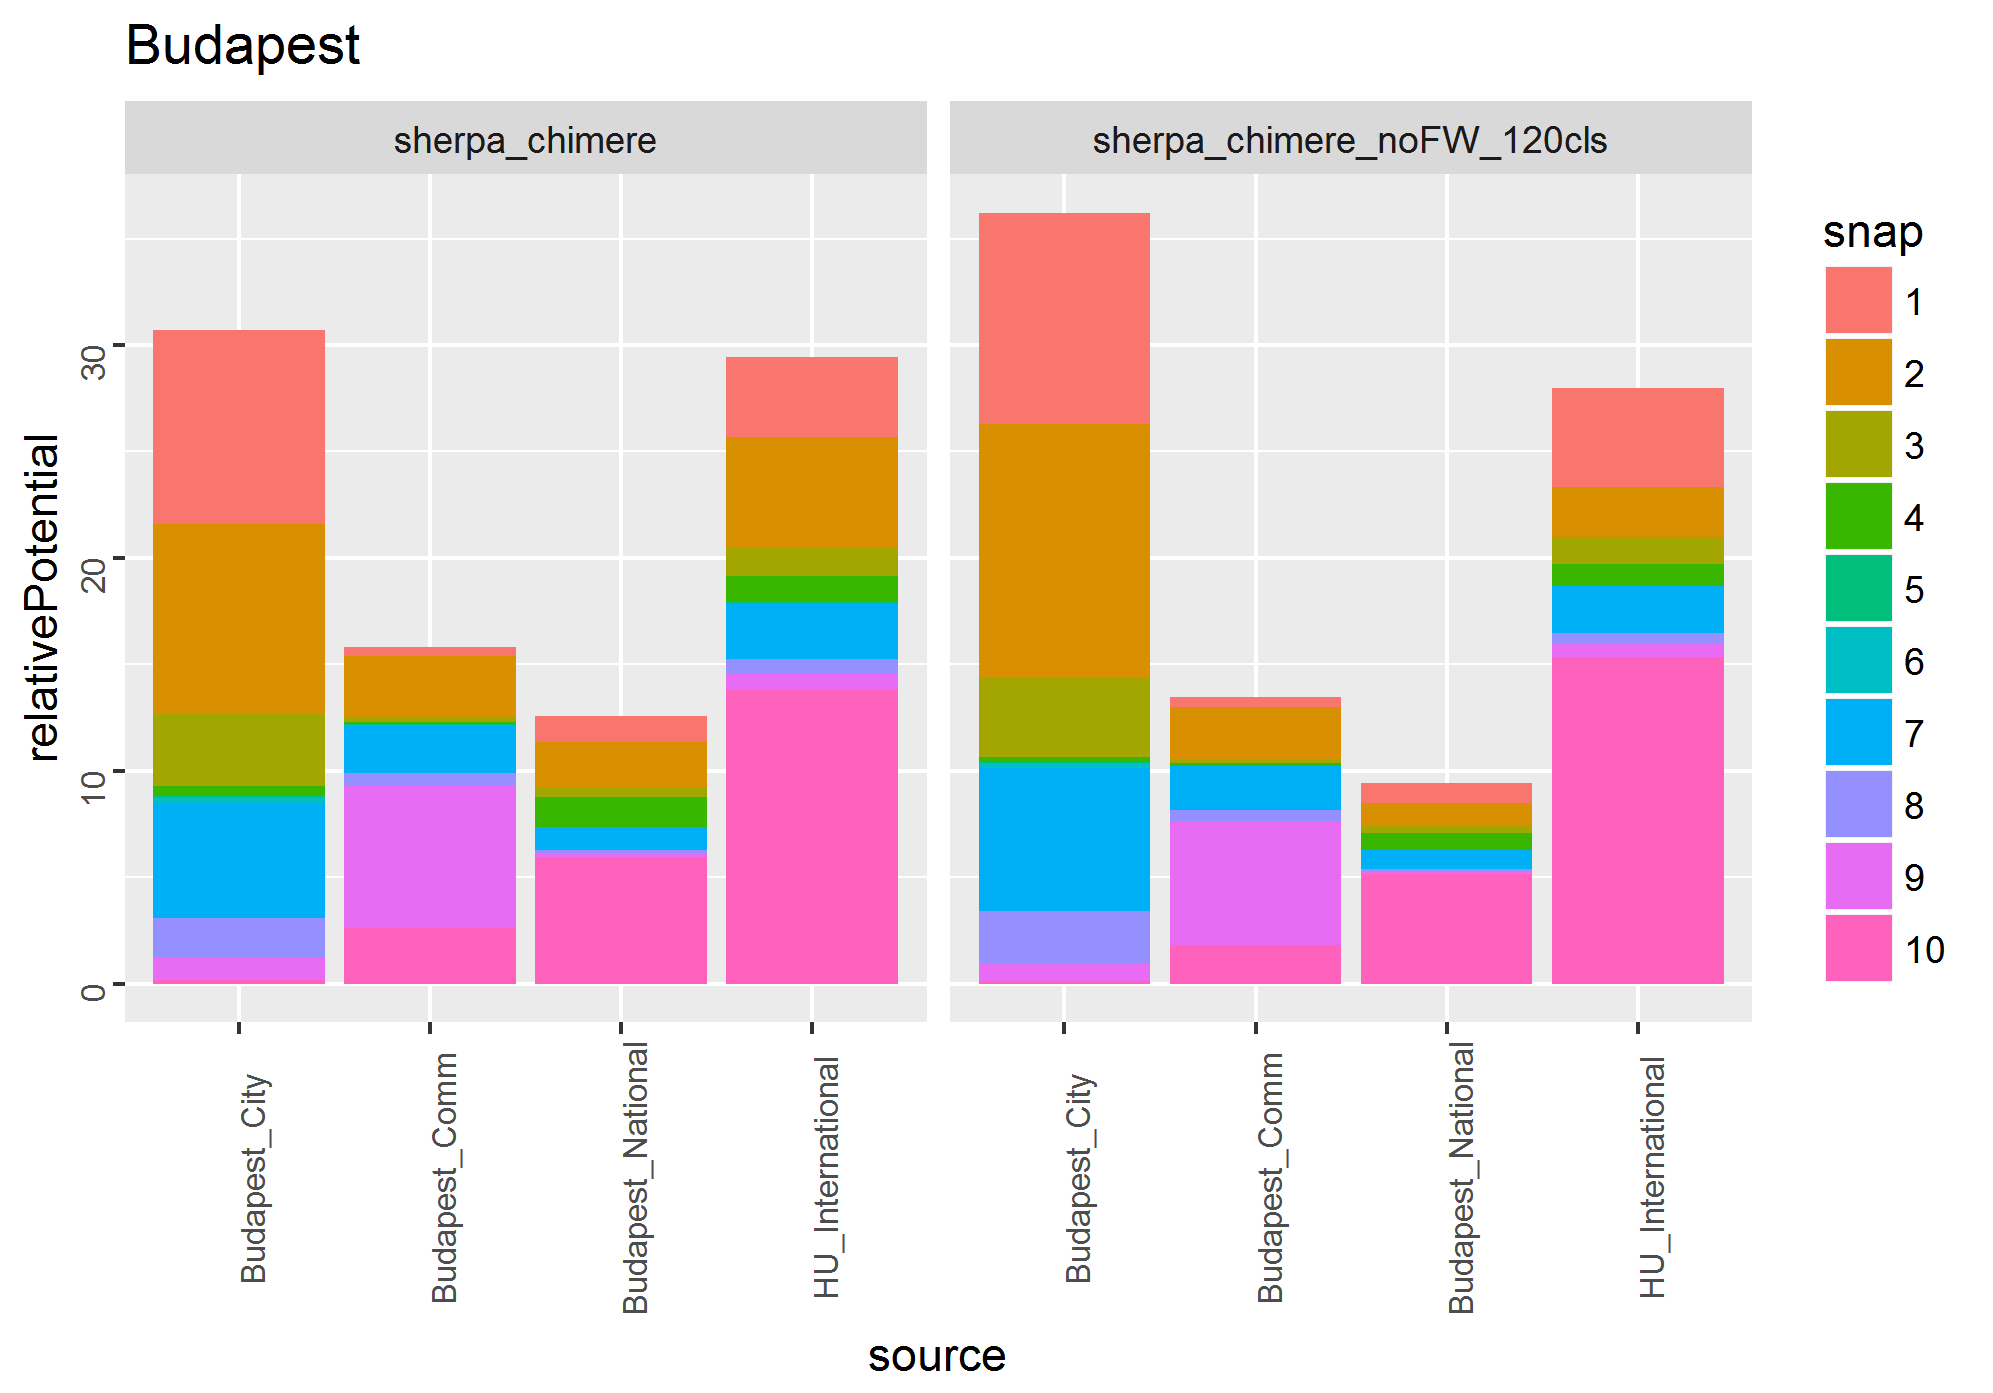 Budapest
sherpa_chimere
sherpa_chimere_noFW_120cls
relativePotential
30
20
10
0
Budapest_City
Budapest_Comm
Budapest_National
HU_International
Budapest_City
Budapest_Comm
Budapest_National
HU_International
source
snap
1
2
3
4
5
6
7
8
9
10